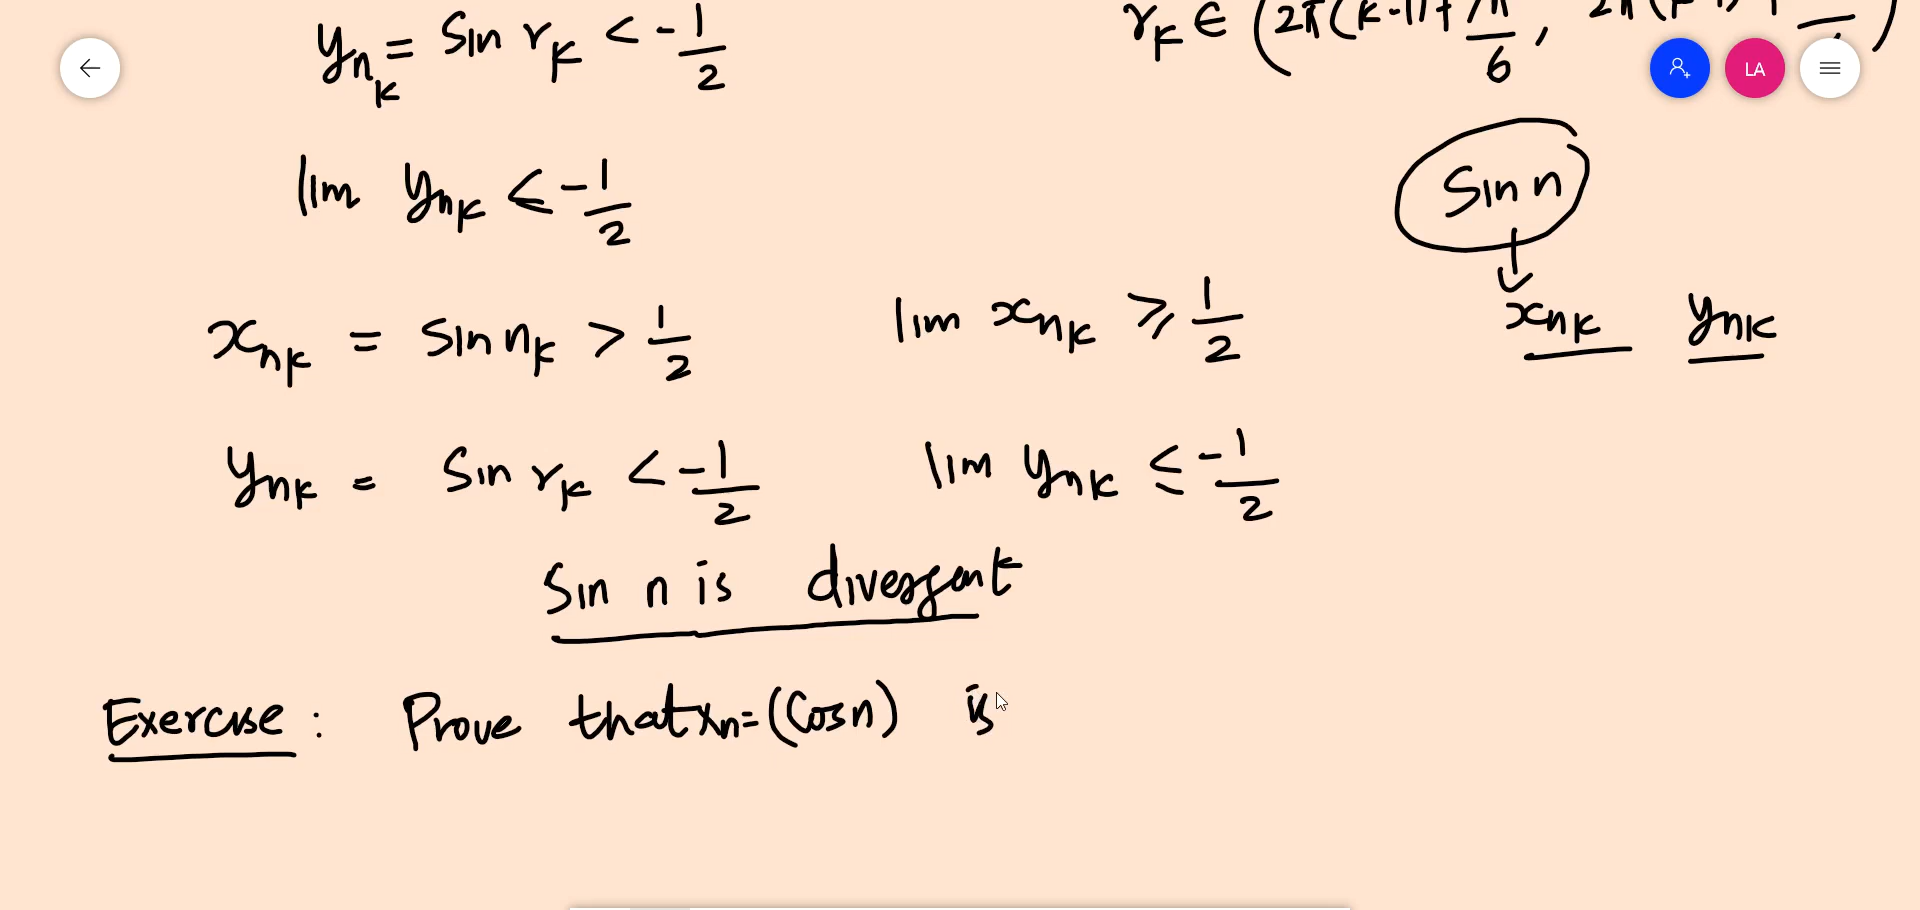 y_{n_k} = Sin r_k < -1/2
r_k ∈ (2π(k-1)+ 7π/6 ,
LA
lim y_{n_k} ≤ -1/2
Sin n
x_{n_k} = sin n_k > 1/2
lim x_{n_k} ≥ 1/2
x_{n_k} y_{n_k}
y_{n_k} = Sin r_k < -1/2
lim y_{n_k} ≤ -1/2
Sin n is divergent
Exercise : Prove that x_n = (Cos n) is